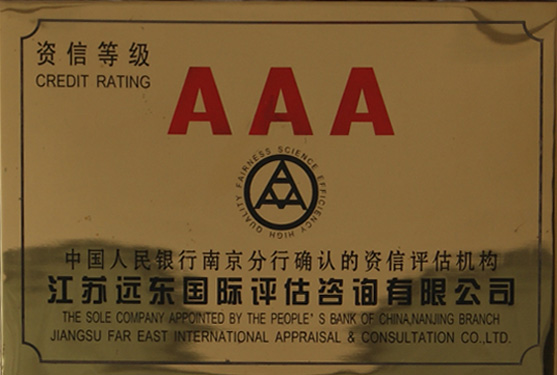 资信等级
CREDIT RATING
AAA
HIGH QUALITY FAIRNESS SCIENCE EFFICIENCY
中国人民银行南京分行确认的资信评估机构
江苏远东国际评估咨询有限公司
THE SOLE COMPANY APPOINTED BY THE PEOPLE' S BANK OF CHINA,NANJING BRANCH
JIANGSU FAR EAST INTERNATIONAL APPRAISAL & CONSULTATION CO.,LTD.